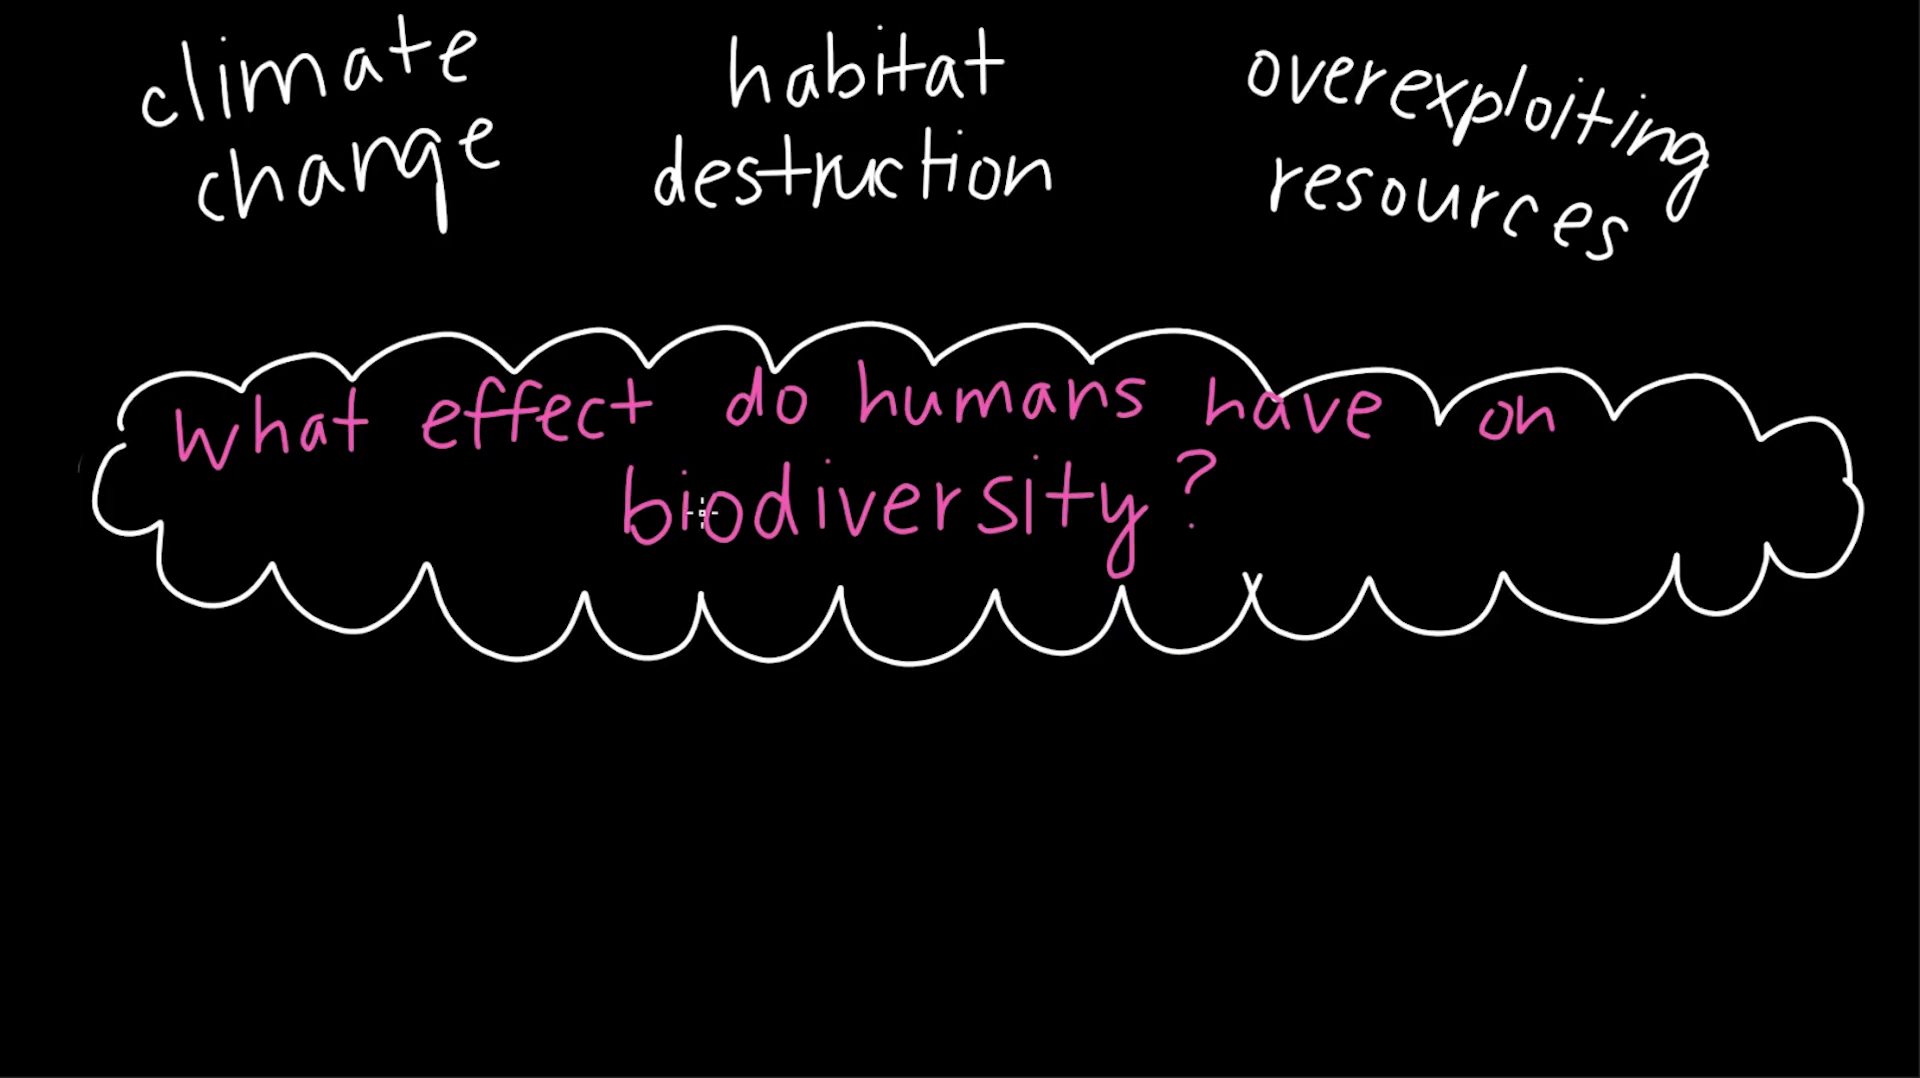 climate
change
habitat
destruction
overexploiting
resources
What effect do humans have on
biodiversity?